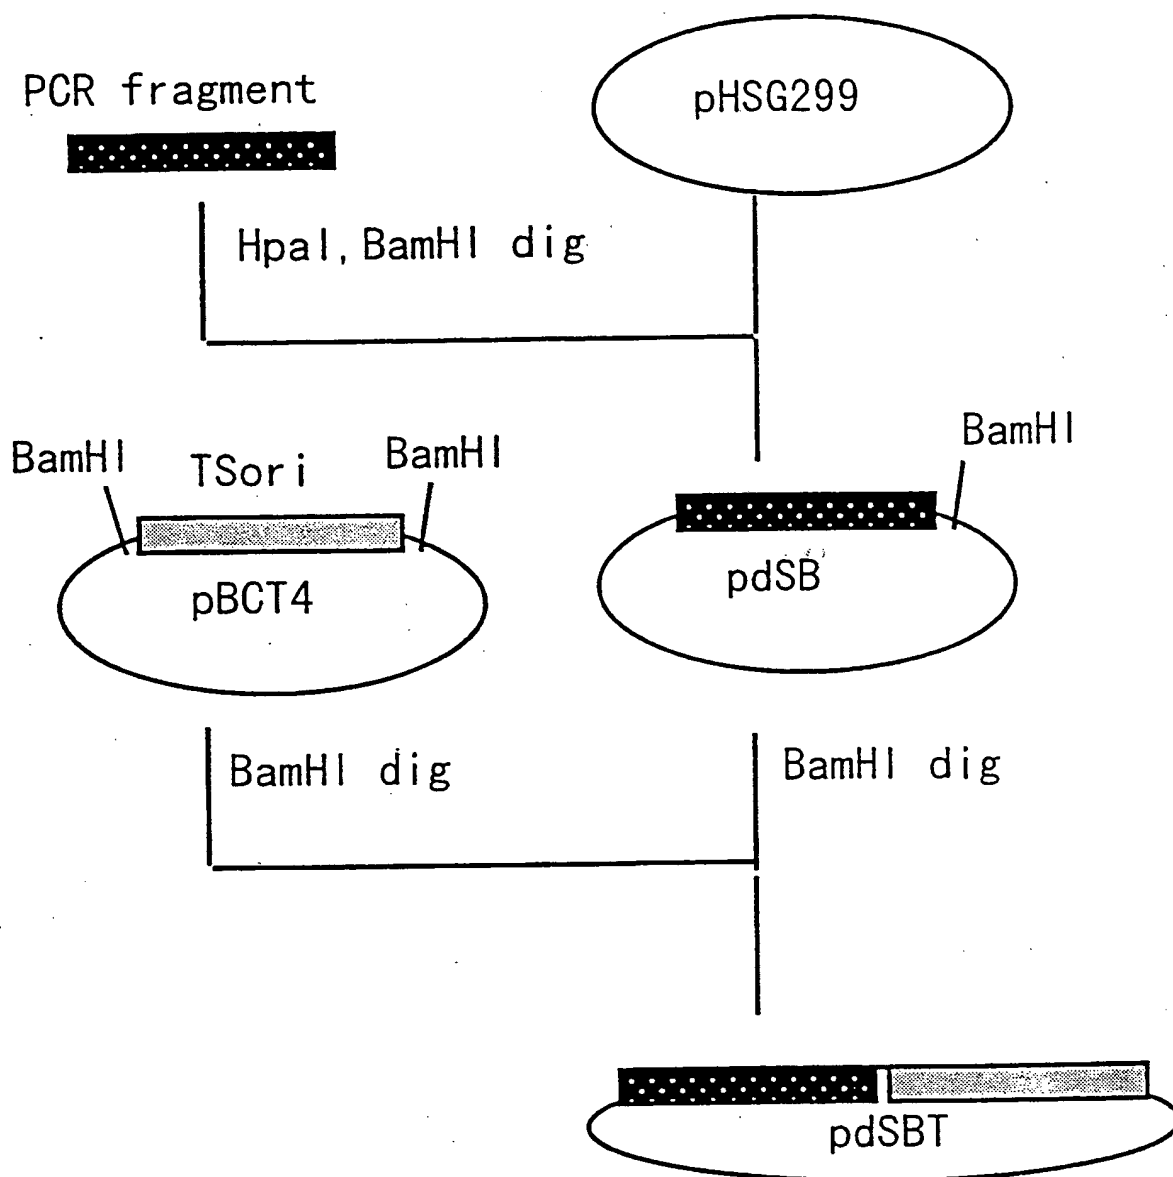 PCR fragment
pHSG299
HpaI, BamHI dig
BamHI
TSori
BamHI
BamHI
pBCT4
pdSB
BamHI dig
BamHI dig
pdSBT